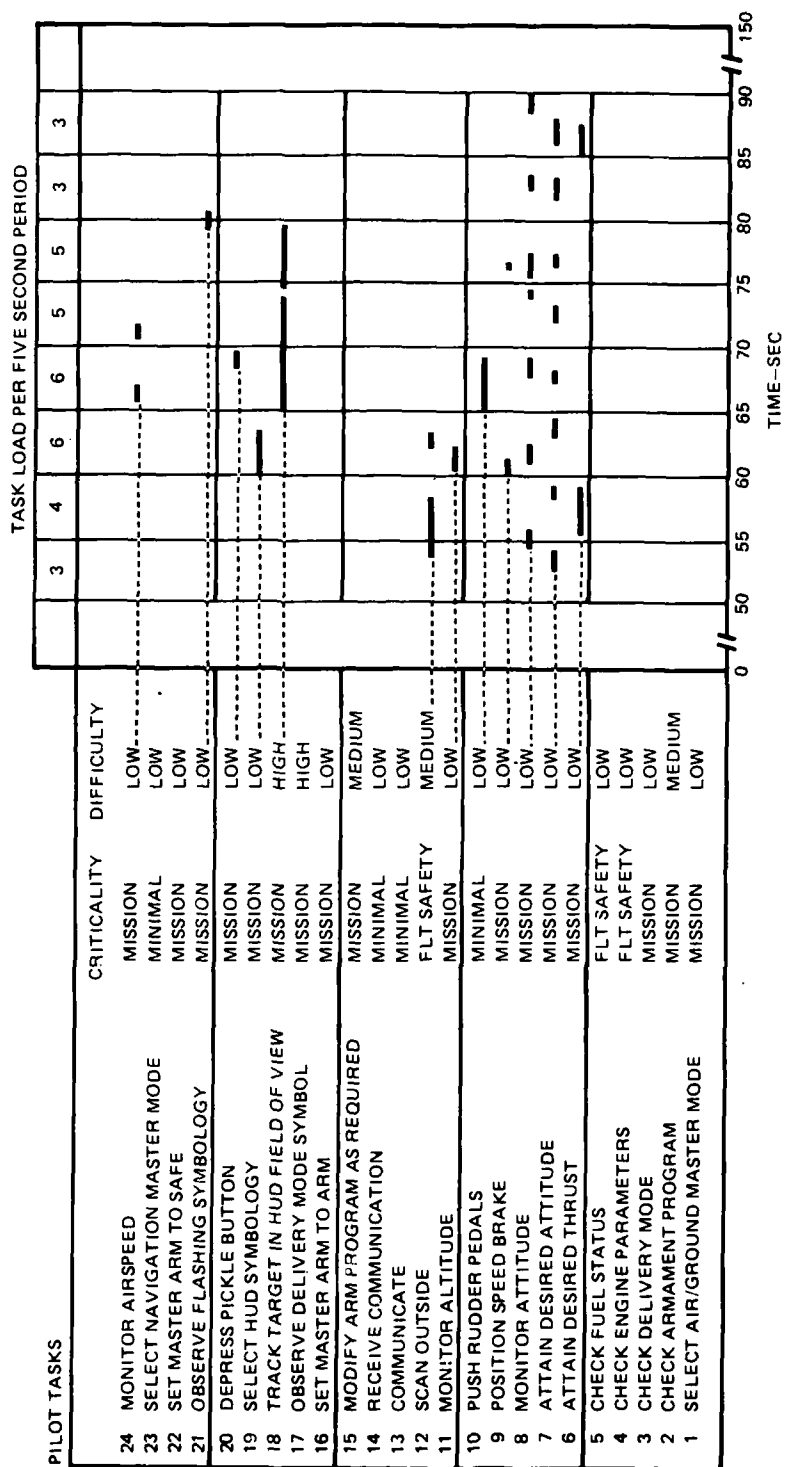 TASK LOAD PER FIVE SECOND PERIOD
3 4 6 6 5 5 3 3
PILOT TASKS CRITICALITY DIFFICULTY
24 MONITOR AIRSPEED MISSION LOW
23 SELECT NAVIGATION MASTER MODE MINIMAL LOW
22 SET MASTER ARM TO SAFE MISSION LOW
21 OBSERVE FLASHING SYMBOLOGY MISSION LOW
20 DEPRESS PICKLE BUTTON MISSION LOW
19 SELECT HUD SYMBOLOGY MISSION LOW
18 TRACK TARGET IN HUD FIELD OF VIEW MISSION HIGH
17 OBSERVE DELIVERY MODE SYMBOL MISSION HIGH
16 SET MASTER ARM TO ARM MISSION LOW
15 MODIFY ARM PROGRAM AS REQUIRED MISSION MEDIUM
14 RECEIVE COMMUNICATION MINIMAL LOW
13 COMMUNICATE MINIMAL LOW
12 SCAN OUTSIDE FLT SAFETY MEDIUM
11 MONITOR ALTITUDE MISSION LOW
10 PUSH RUDDER PEDALS MINIMAL LOW
9 POSITION SPEED BRAKE MISSION LOW
8 MONITOR ATTITUDE MISSION LOW
7 ATTAIN DESIRED ATTITUDE MISSION LOW
6 ATTAIN DESIRED THRUST MISSION LOW
5 CHECK FUEL STATUS FLT SAFETY LOW
4 CHECK ENGINE PARAMETERS FLT SAFETY LOW
3 CHECK DELIVERY MODE MISSION LOW
2 CHECK ARMAMENT PROGRAM MISSION MEDIUM
1 SELECT AIR/GROUND MASTER MODE MISSION LOW
0 50 55 60 65 70 75 80 85 90 150
TIME–SEC